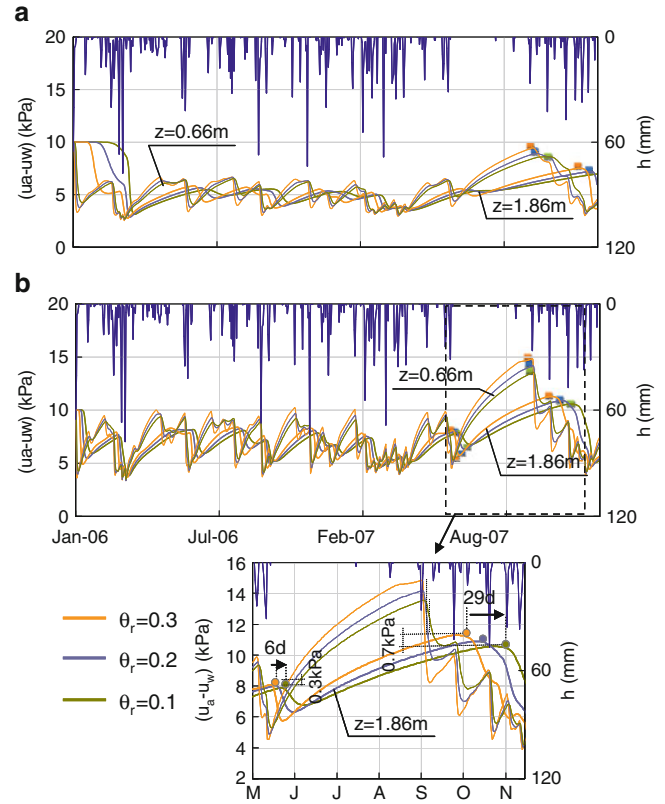 a
20
15
10
5
0
(ua-uw) (kPa)
0
60
120
h (mm)
z=0.66m
z=1.86m
b
20
15
10
5
0
(ua-uw) (kPa)
0
60
120
h (mm)
z=0.66m
z=1.86m
Jan-06 Jul-06 Feb-07 Aug-07
θr=0.3
θr=0.2
θr=0.1
16
14
12
10
8
6
4
2
(ua-uw) (kPa)
0
60
120
h (mm)
6d
0.3kPa
0.7kPa
29d
z=1.86m
M J J A S O N